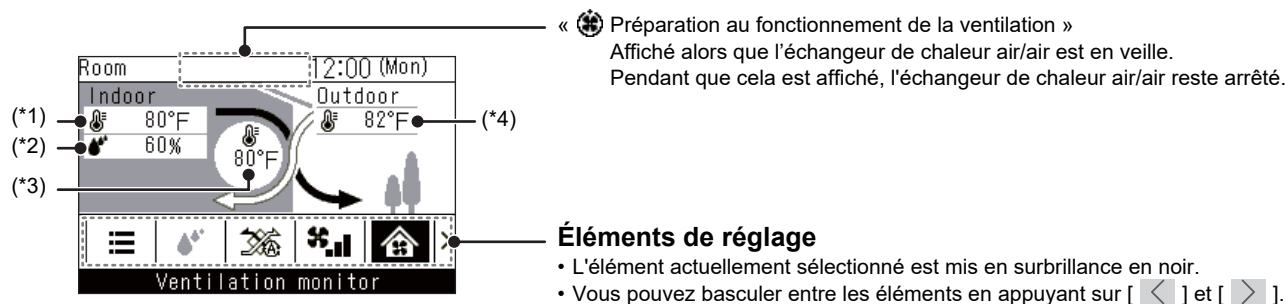 « Préparation au fonctionnement de la ventilation »
Affiché alors que l’échangeur de chaleur air/air est en veille.
Pendant que cela est affiché, l'échangeur de chaleur air/air reste arrêté.
Room 12:00 (Mon)
Indoor Outdoor
(*1) 80°F 82°F (*4)
(*2) 60%
80°F
(*3)
A
Ventilation monitor
Éléments de réglage
• L'élément actuellement sélectionné est mis en surbrillance en noir.
• Vous pouvez basculer entre les éléments en appuyant sur [ < ] et [ > ].